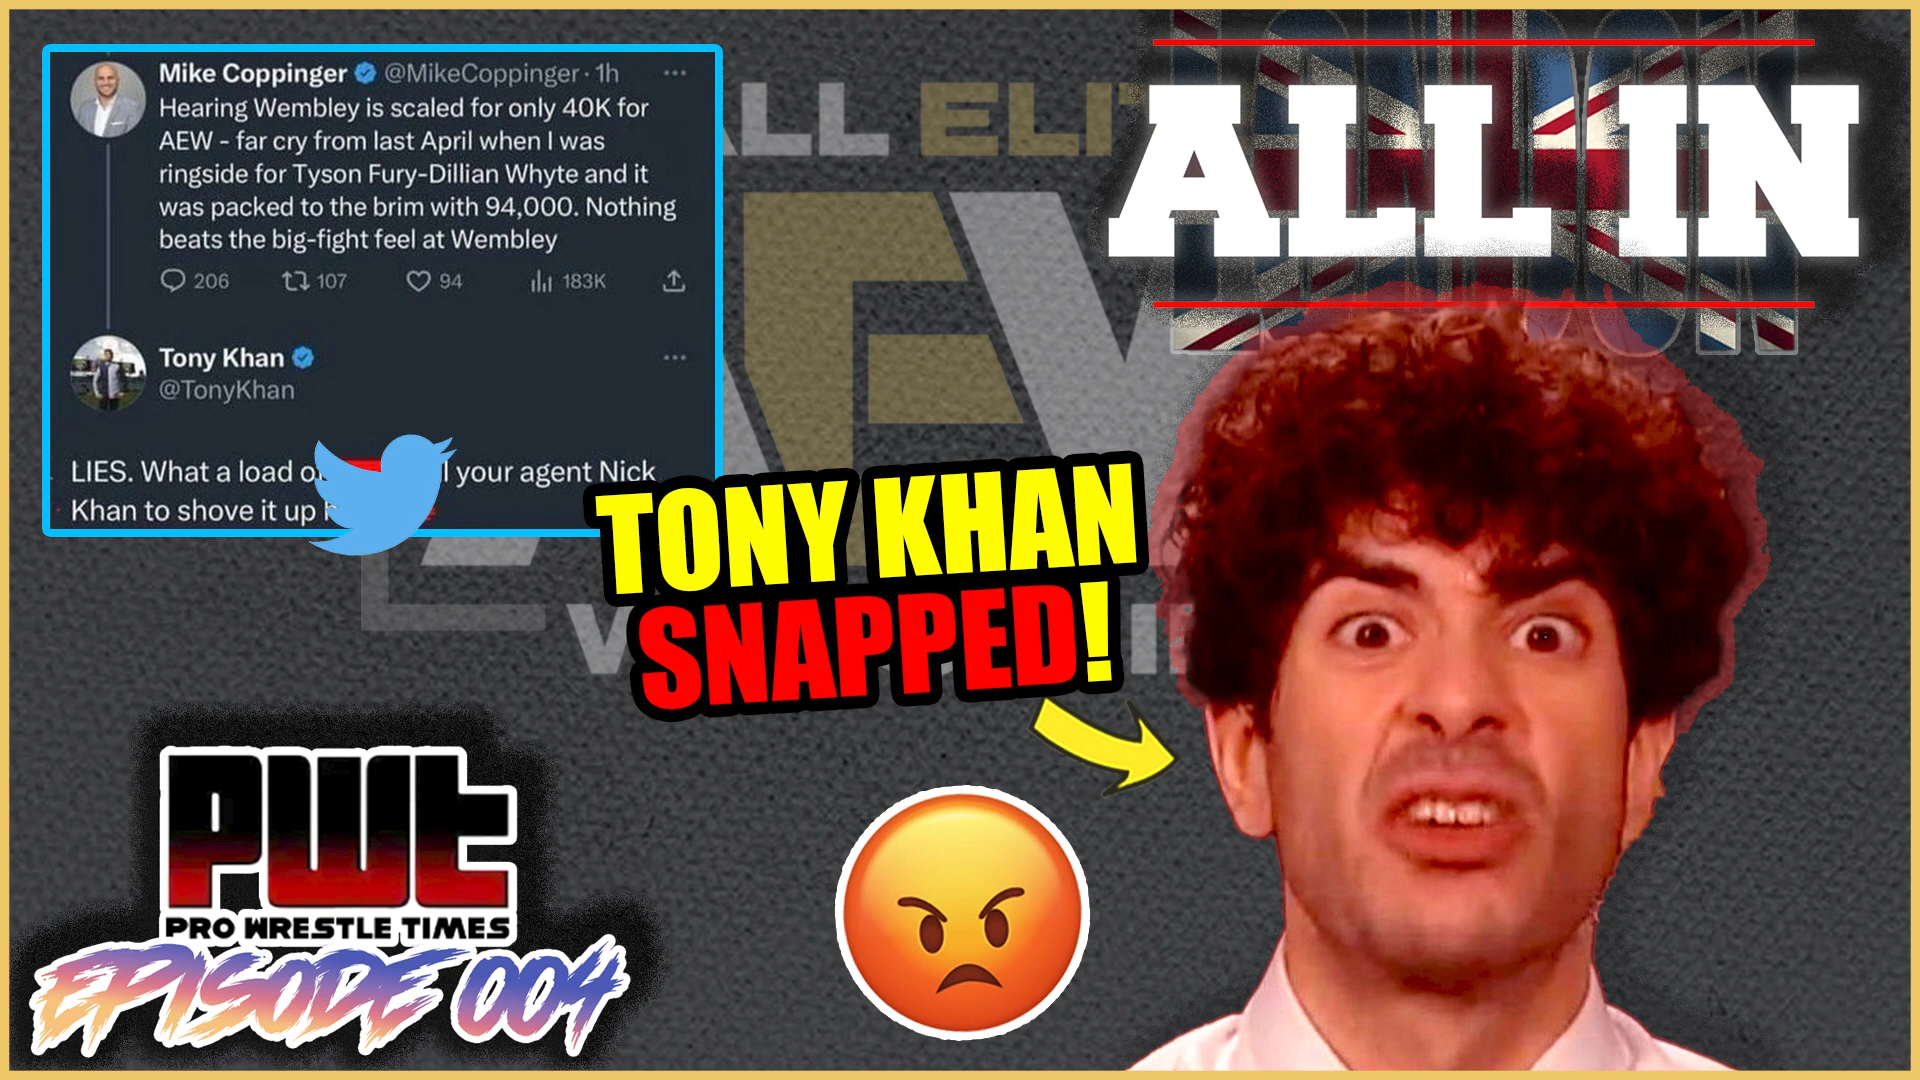 Mike Coppinger @MikeCoppinger · 1h
Hearing Wembley is scaled for only 40K for
AEW - far cry from last April when I was
ringside for Tyson Fury-Dillian Whyte and it
was packed to the brim with 94,000. Nothing
beats the big-fight feel at Wembley
206 107 94 183K
Tony Khan
@TonyKhan
LIES. What a load your agent Nick
Khan to shove it up
ALL ELIT
ALL IN
TONY KHAN
SNAPPED!
PWT
PRO WRESTLE TIMES
EPISODE 004